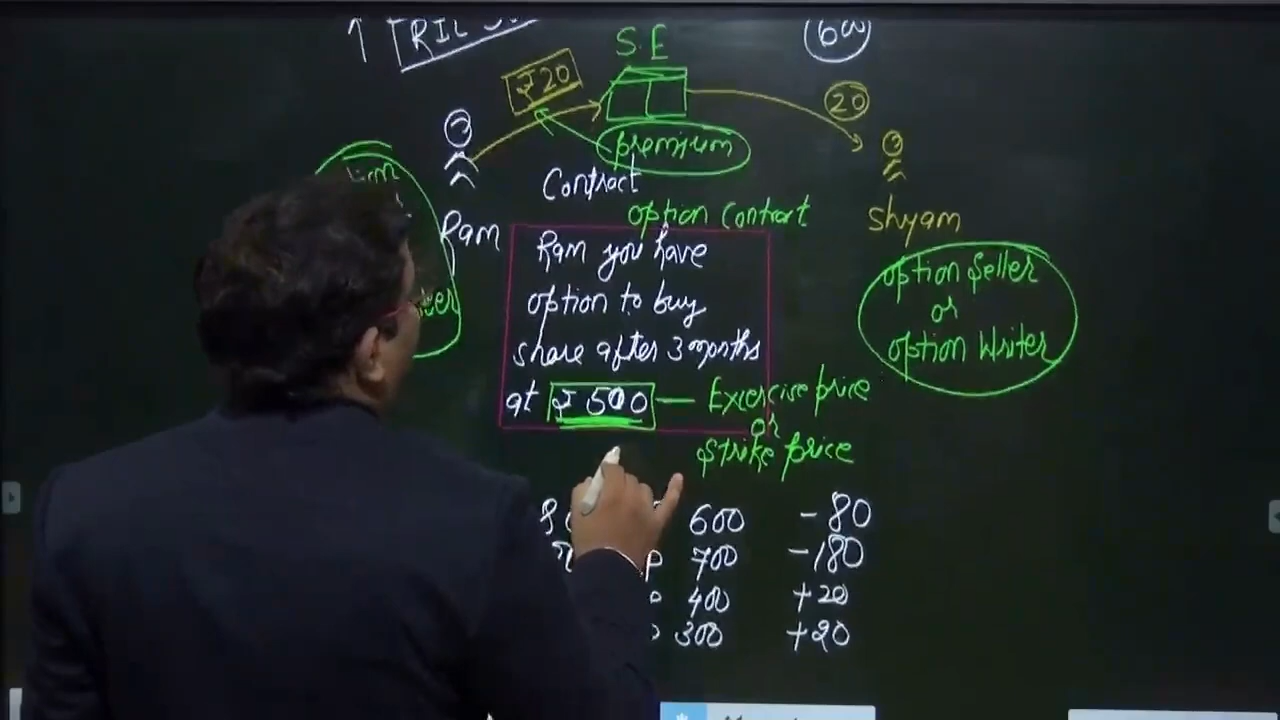 ↑ RIL
600
S.E
₹20
20
premium
Contract
option contract
Ram
Shyam
Ram you have
option to buy
share after 3 months
at ₹ 500 — Exercise price
or
Strike price
option seller
or
option writer
600 -80
700 -180
400 +20
300 +20